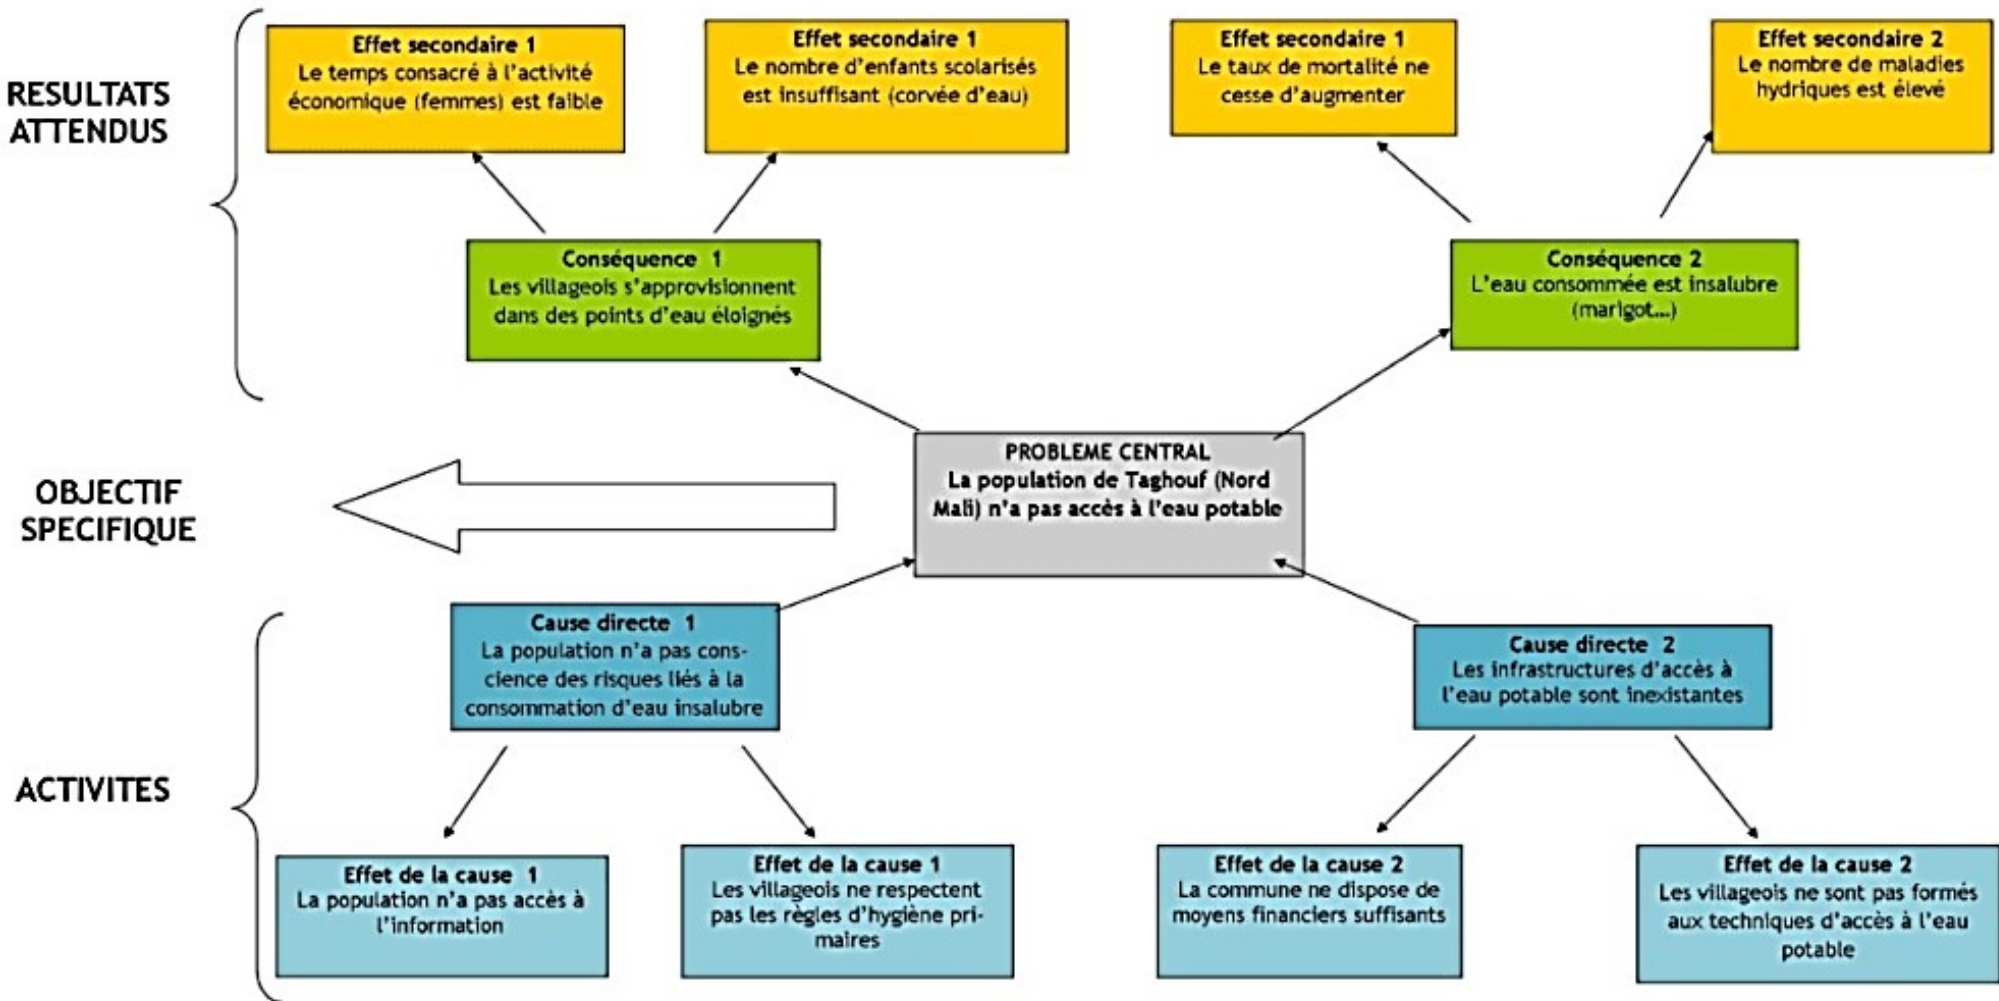 RESULTATS
ATTENDUS
Effet secondaire 1
Le temps consacré à l'activité
économique (femmes) est faible
Effet secondaire 1
Le nombre d'enfants scolarisés
est insuffisant (corvée d'eau)
Effet secondaire 1
Le taux de mortalité ne
cesse d'augmenter
Effet secondaire 2
Le nombre de maladies
hydriques est élevé
Conséquence 1
Les villageois s'approvisionnent
dans des points d'eau éloignés
Conséquence 2
L'eau consommée est insalubre
(marigot...)
OBJECTIF
SPECIFIQUE
PROBLEME CENTRAL
La population de Taghouf (Nord
Mali) n'a pas accès à l'eau potable
ACTIVITES
Cause directe 1
La population n'a pas cons-
cience des risques liés à la
consommation d'eau insalubre
Cause directe 2
Les infrastructures d'accès à
l'eau potable sont inexistantes
Effet de la cause 1
La population n'a pas accès à
l'information
Effet de la cause 1
Les villageois ne respectent
pas les règles d'hygiène pri-
maires
Effet de la cause 2
La commune ne dispose de
moyens financiers suffisants
Effet de la cause 2
Les villageois ne sont pas formés
aux techniques d'accès à l'eau
potable